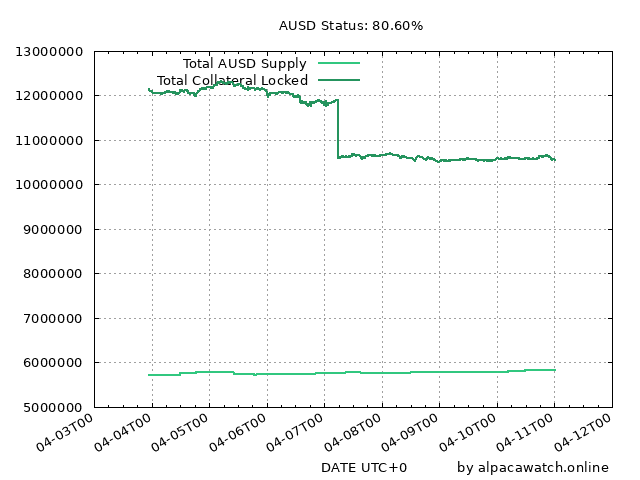 AUSD Status: 80.60%
13000000
12000000
11000000
10000000
9000000
8000000
7000000
6000000
5000000
Total AUSD Supply
Total Collateral Locked
04-03T00
04-04T00
04-05T00
04-06T00
04-07T00
04-08T00
04-09T00
04-10T00
04-11T00
04-12T00
DATE UTC+0
by alpacawatch.online